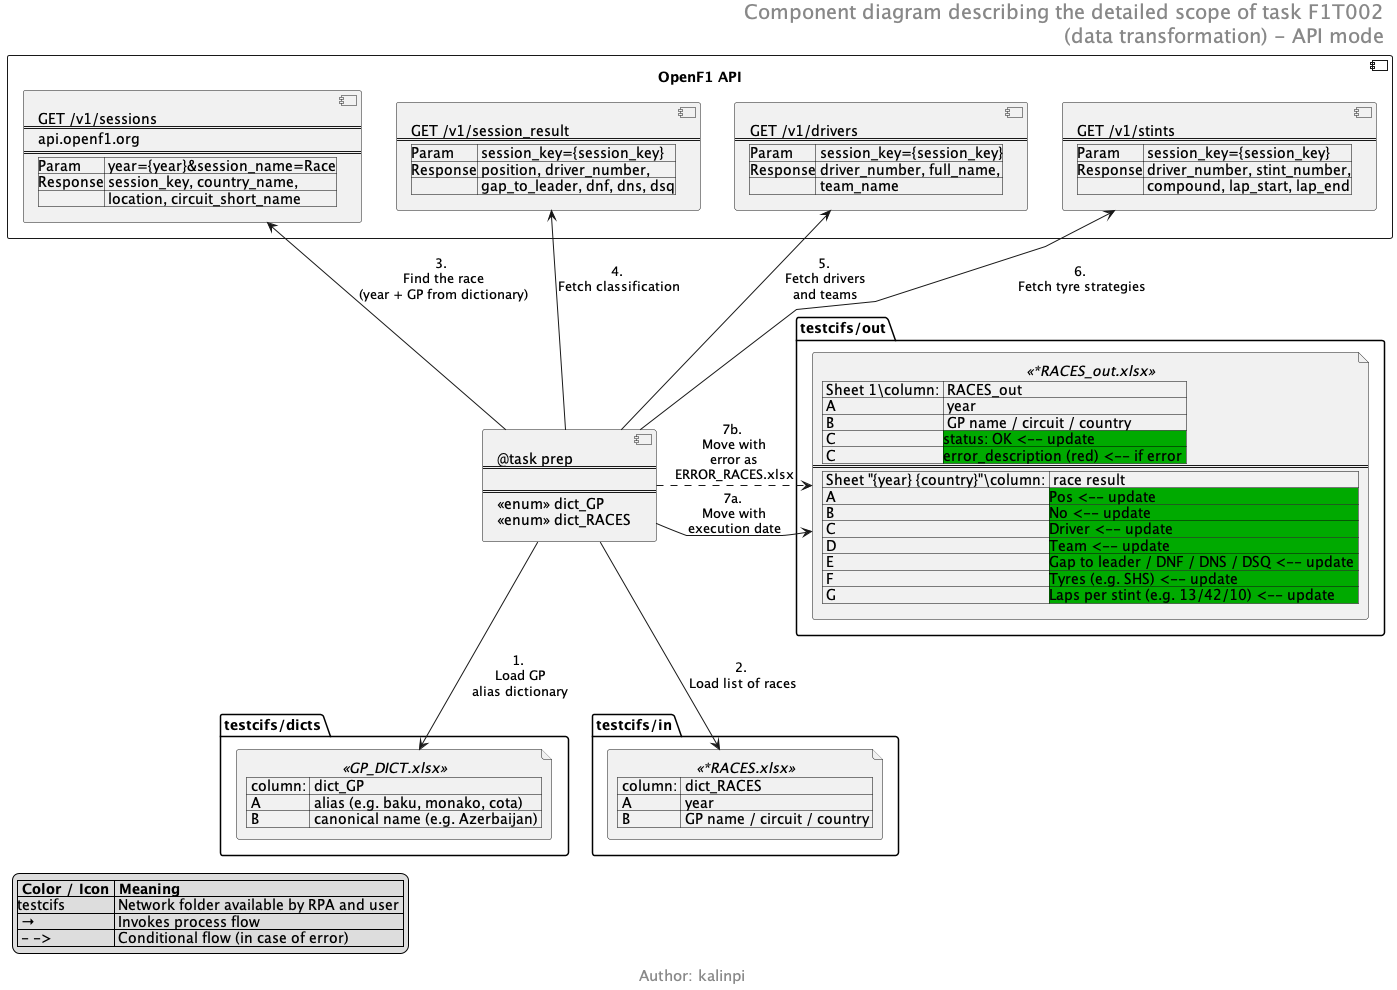 Component diagram describing the detailed scope of task F1T002
(data transformation) - API mode
OpenF1 API
GET /v1/sessions
api.openf1.org
Param year={year}&session_name=Race
Response session_key, country_name,
location, circuit_short_name
GET /v1/session_result
Param session_key={session_key}
Response position, driver_number,
gap_to_leader, dnf, dns, dsq
GET /v1/drivers
Param session_key={session_key}
Response driver_number, full_name,
team_name
GET /v1/stints
Param session_key={session_key}
Response driver_number, stint_number,
compound, lap_start, lap_end
3.
Find the race
(year + GP from dictionary)
4.
Fetch classification
5.
Fetch drivers
and teams
6.
Fetch tyre strategies
testcifs/out
«*RACES_out.xlsx»
Sheet 1\column: RACES_out
A year
B GP name / circuit / country
C status: OK <-- update
C error_description (red) <-- if error
Sheet "{year} {country}"\column: race result
A Pos <-- update
B No <-- update
C Driver <-- update
D Team <-- update
E Gap to leader / DNF / DNS / DSQ <-- update
F Tyres (e.g. SHS) <-- update
G Laps per stint (e.g. 13/42/10) <-- update
@task prep
«enum» dict_GP
«enum» dict_RACES
7b.
Move with
error as
ERROR_RACES.xlsx
7a.
Move with
execution date
1.
Load GP
alias dictionary
2.
Load list of races
testcifs/dicts
«GP_DICT.xlsx»
column: dict_GP
A alias (e.g. baku, monako, cota)
B canonical name (e.g. Azerbaijan)
testcifs/in
«*RACES.xlsx»
column: dict_RACES
A year
B GP name / circuit / country
Color / Icon Meaning
testcifs Network folder available by RPA and user
→ Invokes process flow
- -> Conditional flow (in case of error)
Author: kalinpi